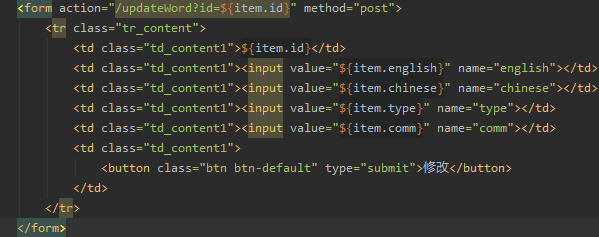 <form action="/updateWord?id=${item.id}" method="post">
<tr class="tr_content">
<td class="td_content1">${item.id}</td>
<td class="td_content1"><input value="${item.english}" name="english"></td>
<td class="td_content1"><input value="${item.chinese}" name="chinese"></td>
<td class="td_content1"><input value="${item.type}" name="type"></td>
<td class="td_content1"><input value="${item.comm}" name="comm"></td>
<td class="td_content1">
<button class="btn btn-default" type="submit">修改</button>
</td>
</tr>
</form>